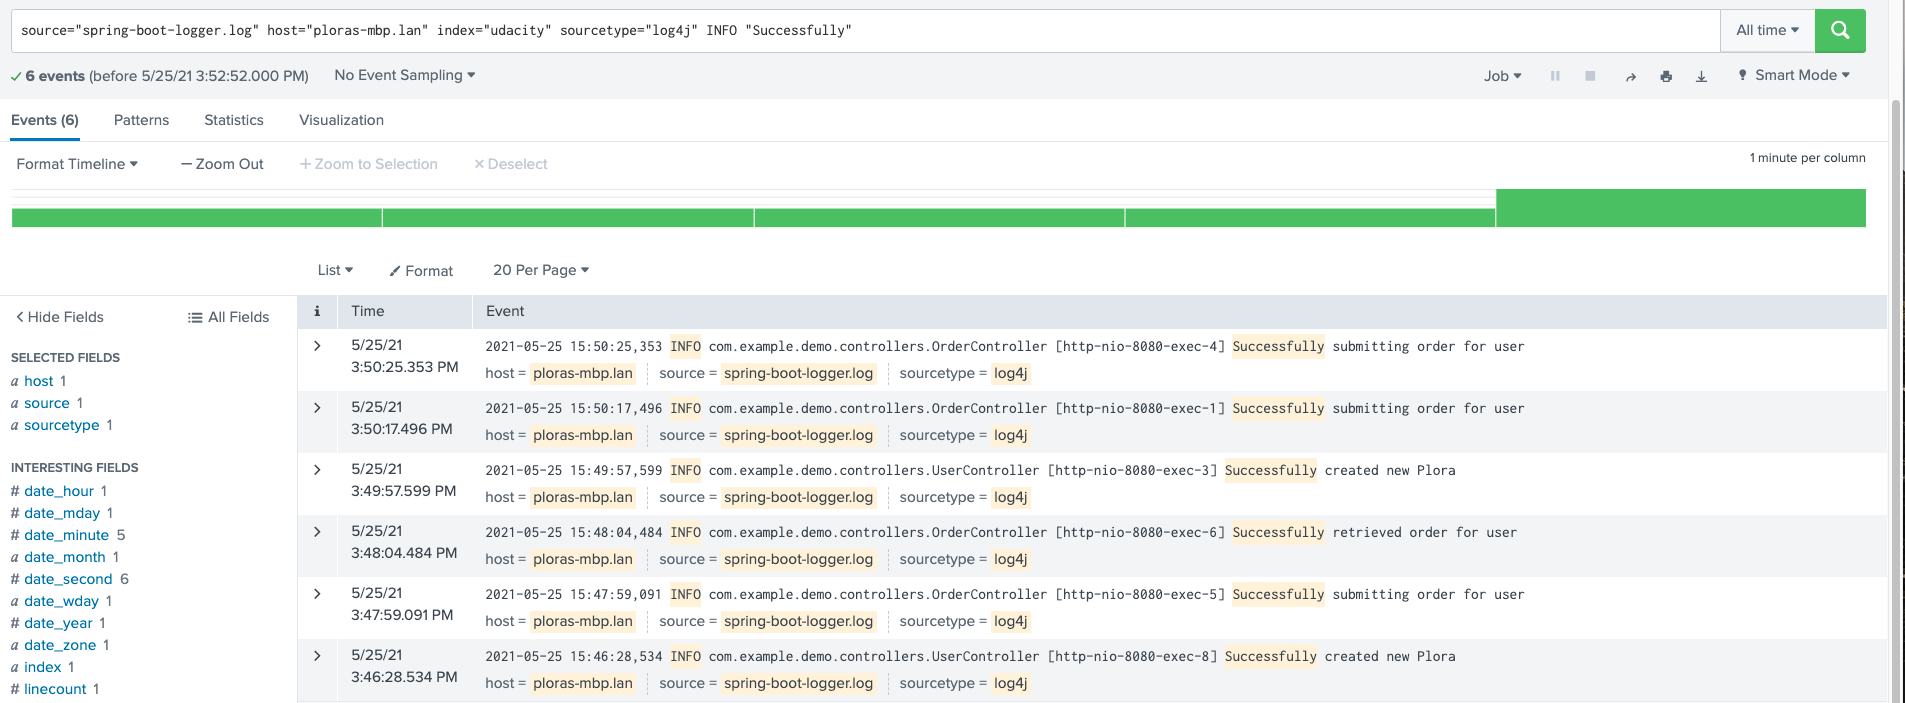 source="spring-boot-logger.log" host="ploras-mbp.lan" index="udacity" sourcetype="log4j" INFO "Successfully"
All time
6 events (before 5/25/21 3:52:52.000 PM)
No Event Sampling
Job
Smart Mode
Events (6)
Patterns
Statistics
Visualization
Format Timeline
— Zoom Out
+ Zoom to Selection
× Deselect
1 minute per column
List
Format
20 Per Page
< Hide Fields
All Fields
i
Time
Event
SELECTED FIELDS
a host 1
a source 1
a sourcetype 1
INTERESTING FIELDS
# date_hour 1
# date_mday 1
# date_minute 5
a date_month 1
# date_second 6
a date_wday 1
# date_year 1
a date_zone 1
a index 1
# linecount 1
5/25/21
3:50:25.353 PM
2021-05-25 15:50:25,353 INFO com.example.demo.controllers.OrderController [http-nio-8080-exec-4] Successfully submitting order for user
host = ploras-mbp.lan source = spring-boot-logger.log sourcetype = log4j
5/25/21
3:50:17.496 PM
2021-05-25 15:50:17,496 INFO com.example.demo.controllers.OrderController [http-nio-8080-exec-1] Successfully submitting order for user
host = ploras-mbp.lan source = spring-boot-logger.log sourcetype = log4j
5/25/21
3:49:57.599 PM
2021-05-25 15:49:57,599 INFO com.example.demo.controllers.UserController [http-nio-8080-exec-3] Successfully created new Plora
host = ploras-mbp.lan source = spring-boot-logger.log sourcetype = log4j
5/25/21
3:48:04.484 PM
2021-05-25 15:48:04,484 INFO com.example.demo.controllers.OrderController [http-nio-8080-exec-6] Successfully retrieved order for user
host = ploras-mbp.lan source = spring-boot-logger.log sourcetype = log4j
5/25/21
3:47:59.091 PM
2021-05-25 15:47:59,091 INFO com.example.demo.controllers.OrderController [http-nio-8080-exec-5] Successfully submitting order for user
host = ploras-mbp.lan source = spring-boot-logger.log sourcetype = log4j
5/25/21
3:46:28.534 PM
2021-05-25 15:46:28,534 INFO com.example.demo.controllers.UserController [http-nio-8080-exec-8] Successfully created new Plora
host = ploras-mbp.lan source = spring-boot-logger.log sourcetype = log4j